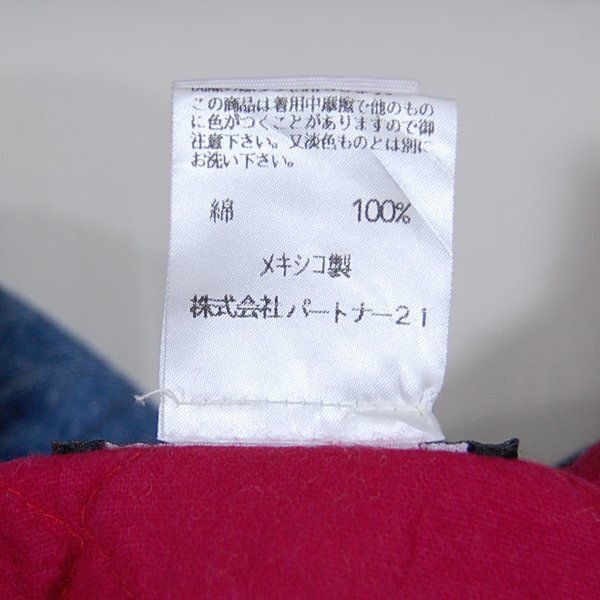 この商品は着用中摩擦で他のもの
に色がつくことがありますので御
注意下さい。又淡色ものとは別に
お洗い下さい。
綿 100%
メキシコ製
株式会社パートナー21